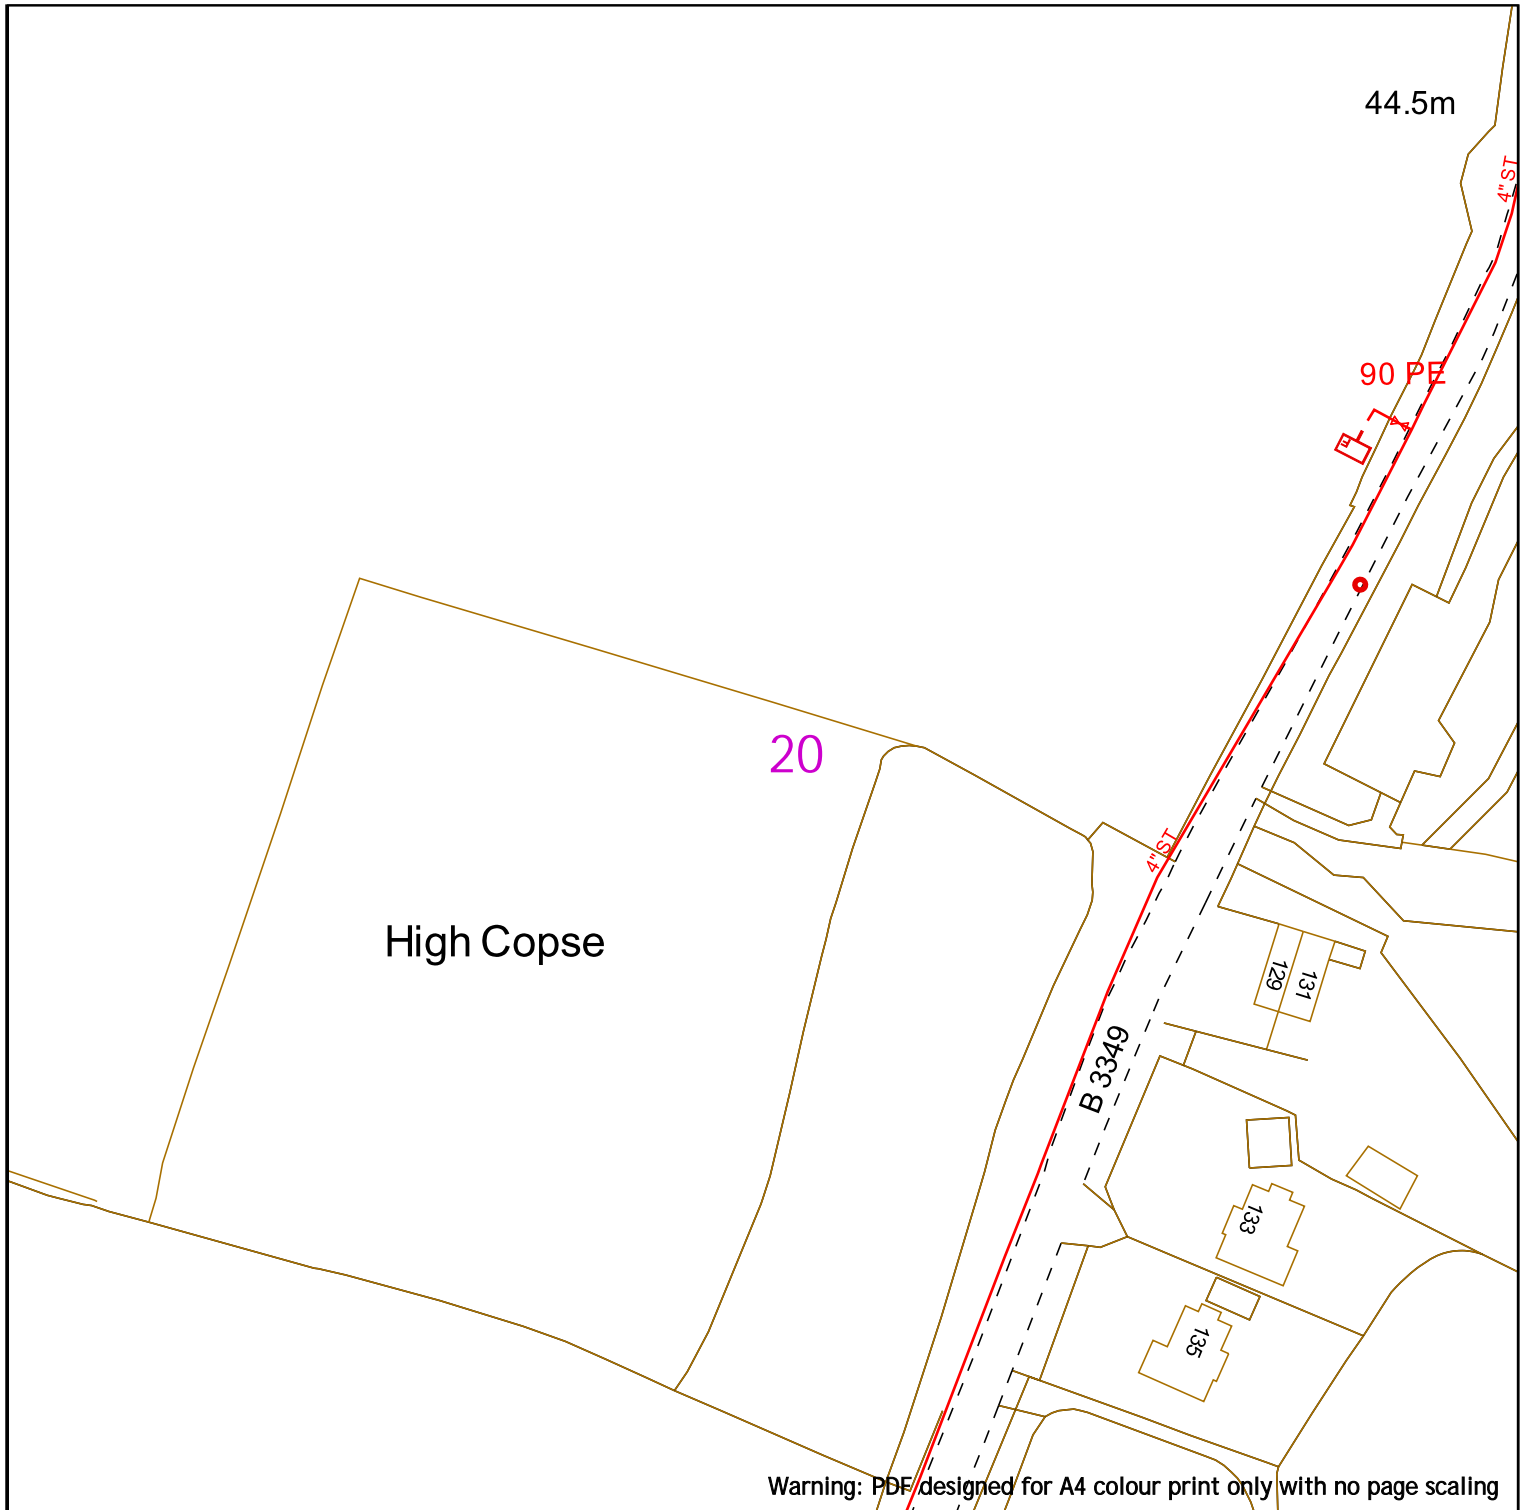 44.5m
4" ST
90 PE
20
4" ST
High Copse
129
131
B 3349
133
135
Warning: PDF designed for A4 colour print only with no page scaling